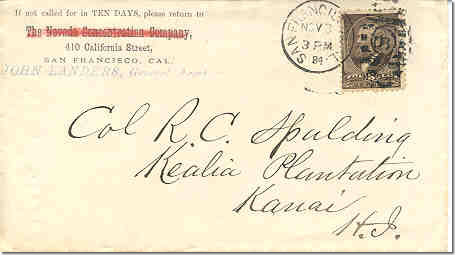 If not called for in TEN DAYS, please return to
The Nevada Concentration Company,
410 California Street,
SAN FRANCISCO, CAL.
JOHN LANDERS, General Agent
SAN FRANCISCO
NOV 3
3 PM
84
Col R. C. Spulding
Kealia Plantation
Kauai
H.I.